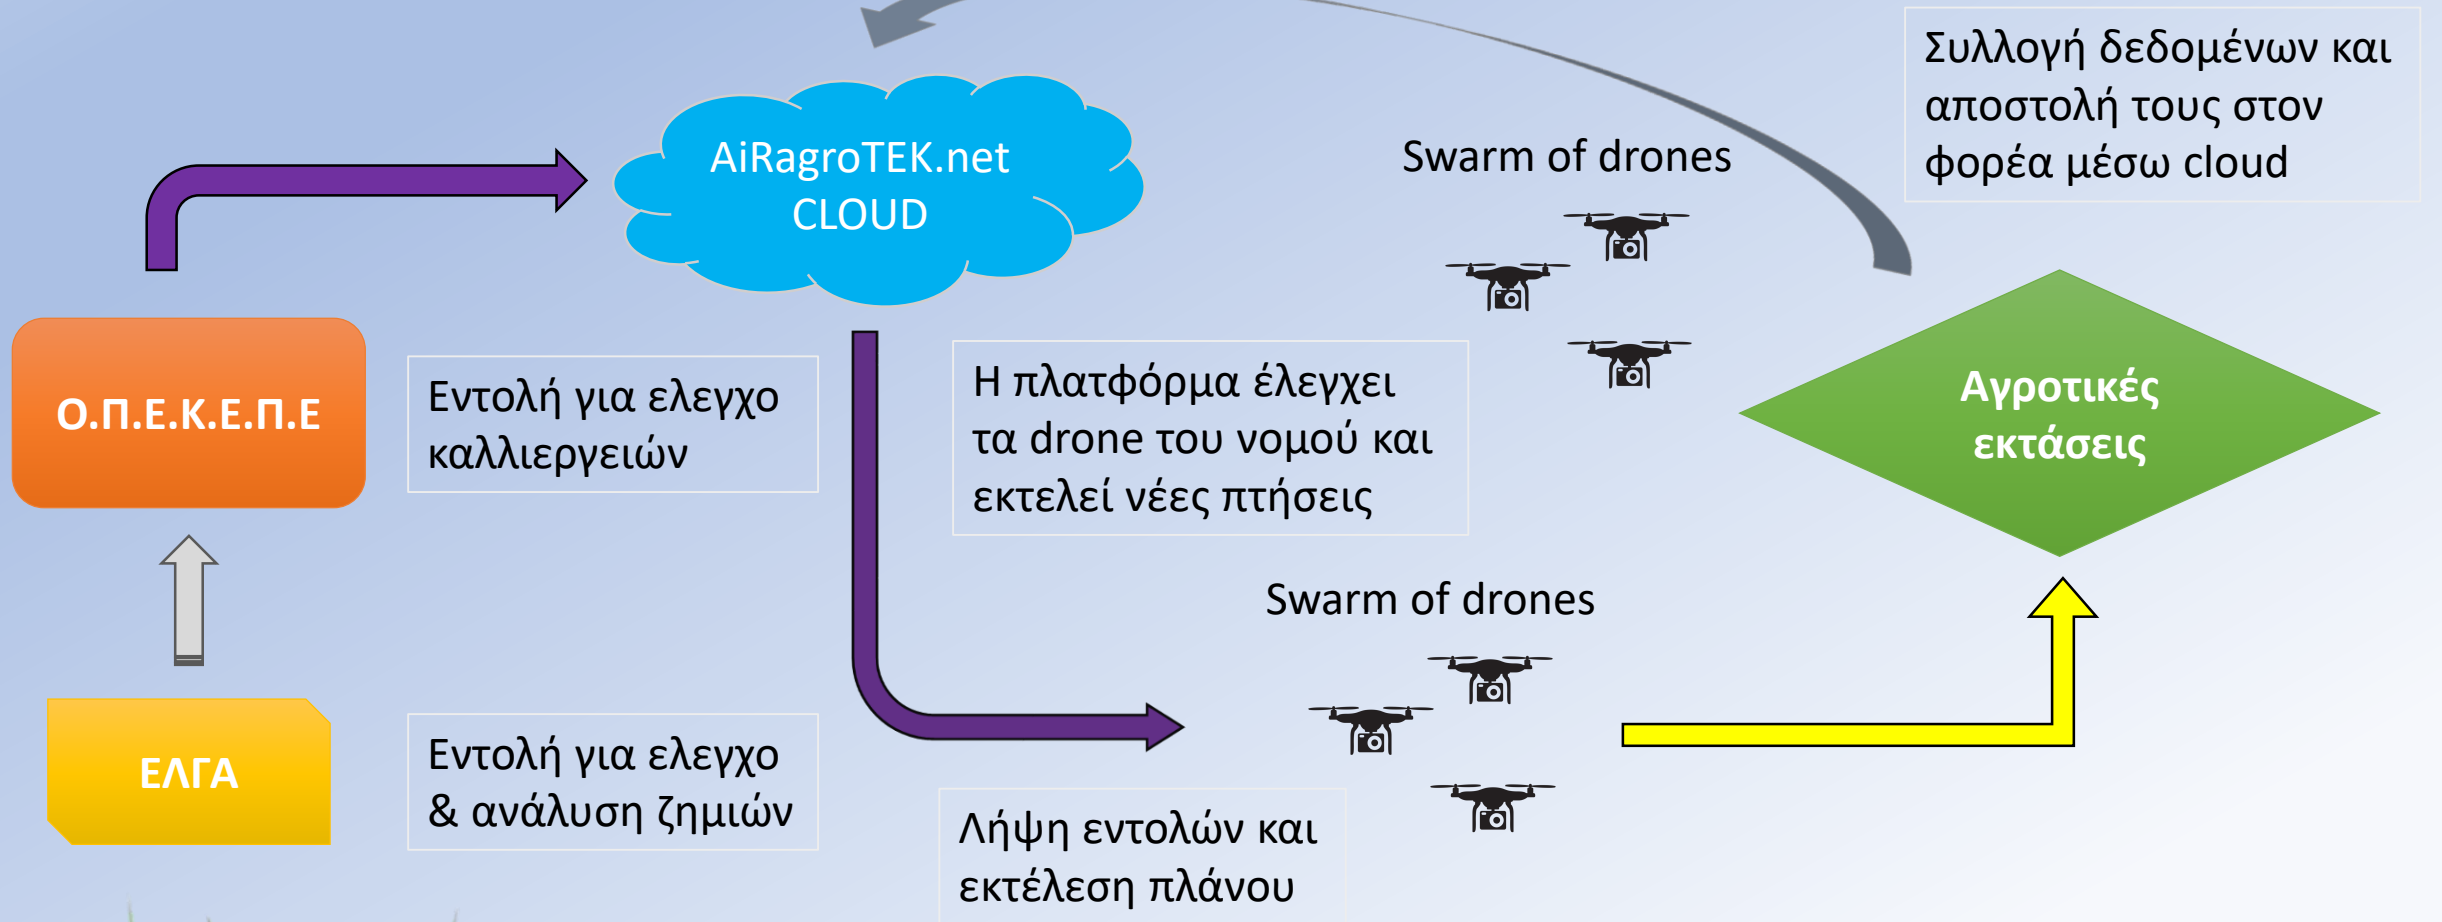 AiRagroTEK.net
CLOUD
Swarm of drones
Συλλογή δεδομένων και
αποστολή τους στον
φορέα μέσω cloud
Ο.Π.Ε.Κ.Ε.Π.Ε
Εντολή για ελεγχο
καλλιεργειών
Η πλατφόρμα έλεγχει
τα drone του νομού και
εκτελεί νέες πτήσεις
Αγροτικές
εκτάσεις
Swarm of drones
ΕΛΓΑ
Εντολή για ελεγχο
& ανάλυση ζημιών
Λήψη εντολών και
εκτέλεση πλάνου